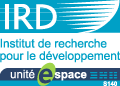 IRD
Institut de recherche
pour le développement
unité espace
S140